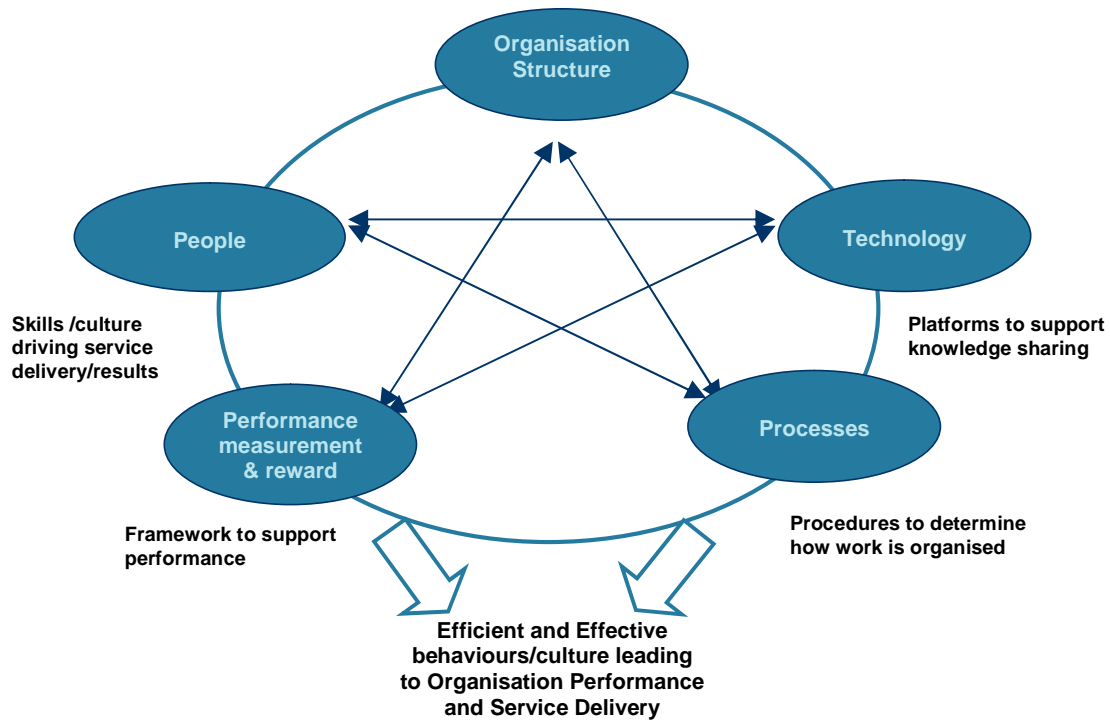 Organisation
Structure
People
Technology
Skills /culture
driving service
delivery/results
Platforms to support
knowledge sharing
Performance
measurement
& reward
Processes
Framework to support
performance
Procedures to determine
how work is organised
Efficient and Effective
behaviours/culture leading
to Organisation Performance
and Service Delivery